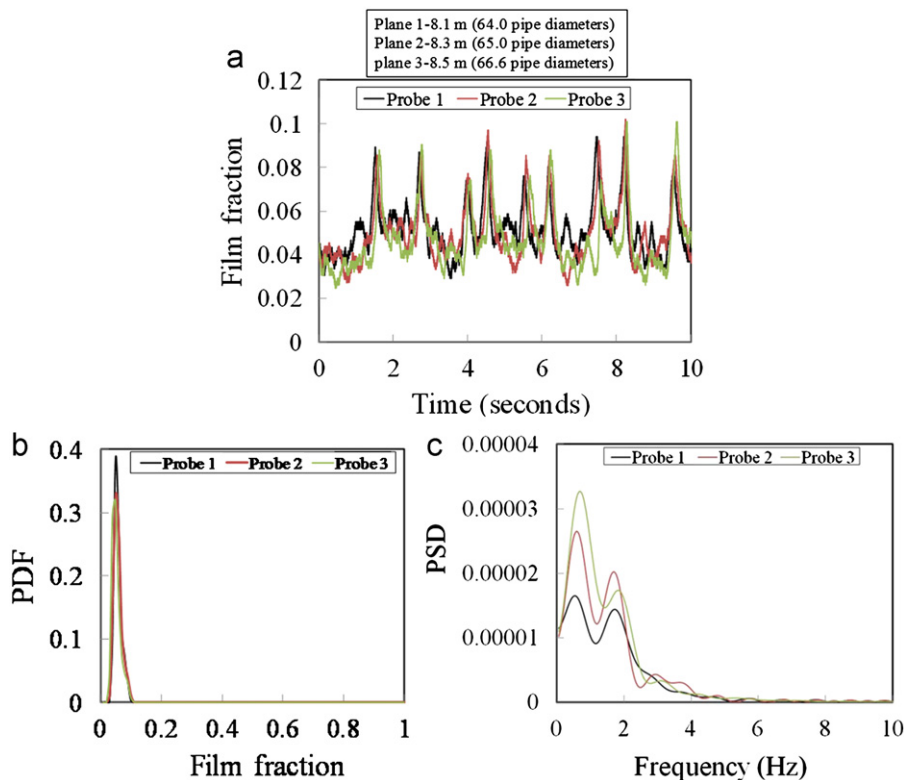 Plane 1-8.1 m (64.0 pipe diameters)
Plane 2-8.3 m (65.0 pipe diameters)
plane 3-8.5 m (66.6 pipe diameters)
a
0.12
0.1
0.08
0.06
0.04
0.02
0
Film fraction
Probe 1 Probe 2 Probe 3
0 2 4 6 8 10
Time (seconds)
b
0.4
0.3
0.2
0.1
0
PDF
Probe 1 Probe 2 Probe 3
0 0.2 0.4 0.6 0.8 1
Film fraction
c
0.00004
0.00003
0.00002
0.00001
0
PSD
Probe 1 Probe 2 Probe 3
0 2 4 6 8 10
Frequency (Hz)